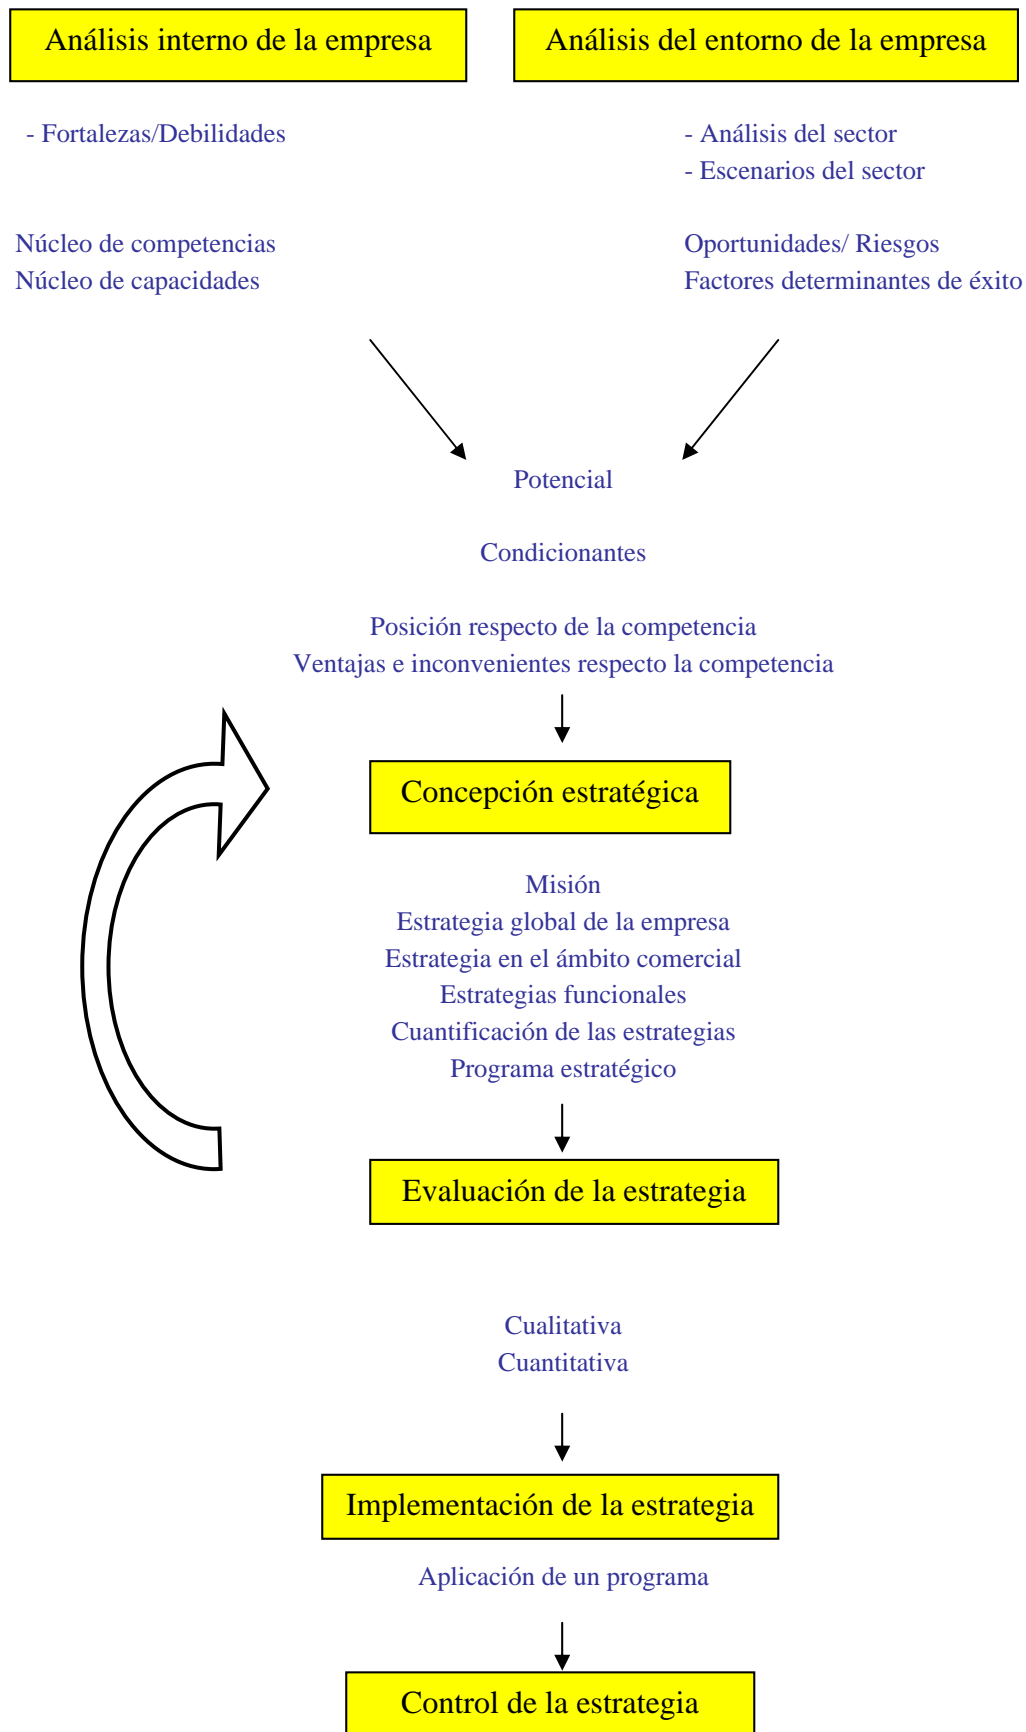 Análisis interno de la empresa
Análisis del entorno de la empresa
- Fortalezas/Debilidades
- Análisis del sector
- Escenarios del sector
Núcleo de competencias
Núcleo de capacidades
Oportunidades/ Riesgos
Factores determinantes de éxito
Potencial
Condicionantes
Posición respecto de la competencia
Ventajas e inconvenientes respecto la competencia
Concepción estratégica
Misión
Estrategia global de la empresa
Estrategia en el ámbito comercial
Estrategias funcionales
Cuantificación de las estrategias
Programa estratégico
Evaluación de la estrategia
Cualitativa
Cuantitativa
Implementación de la estrategia
Aplicación de un programa
Control de la estrategia